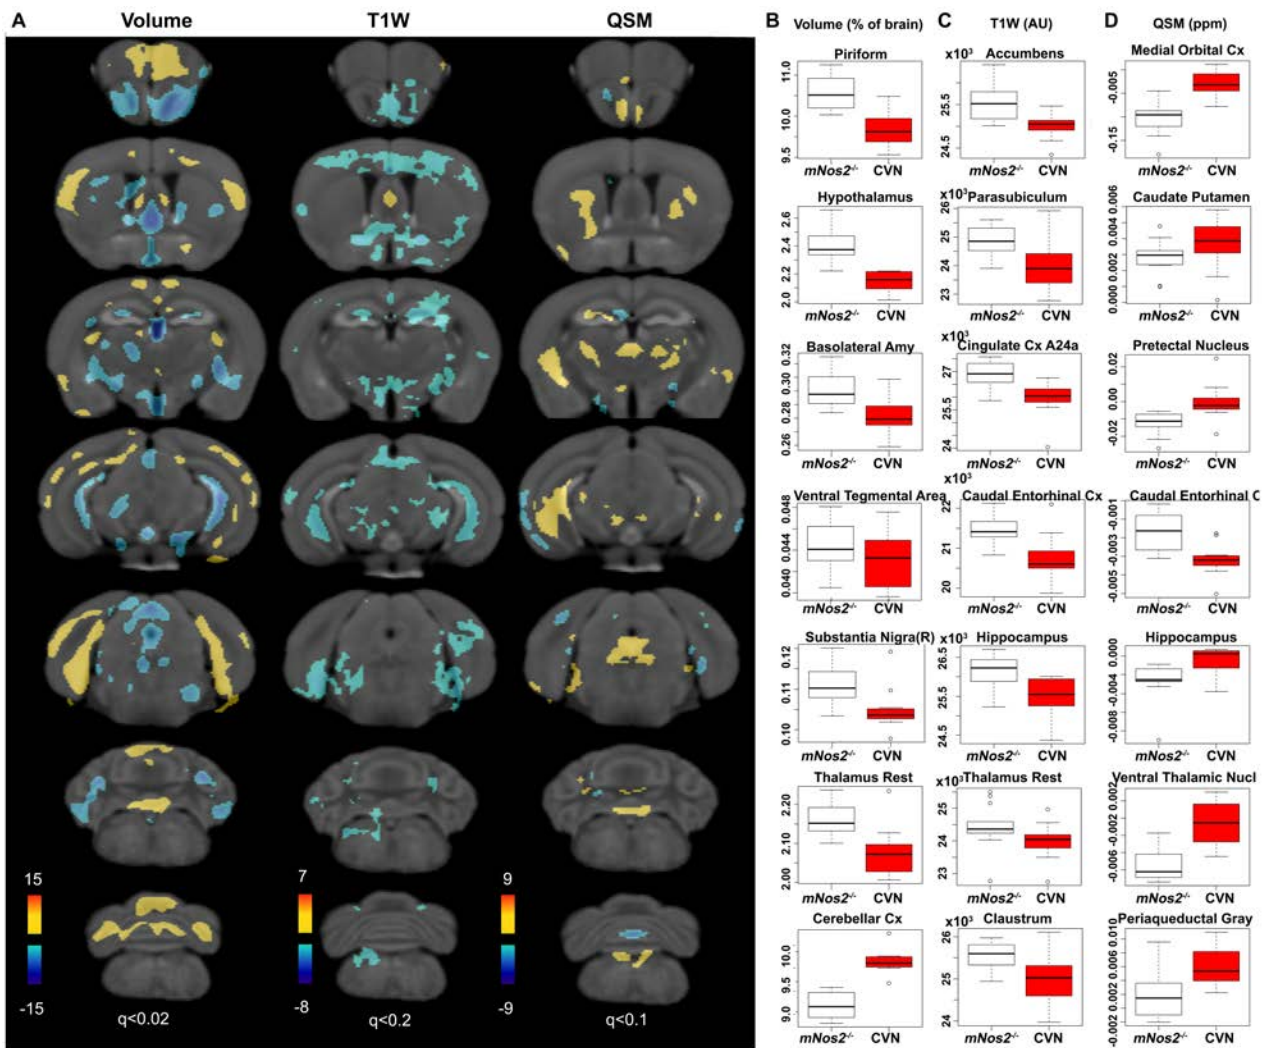 A Volume T1W QSM B Volume (% of brain) C T1W (AU) D QSM (ppm)
15 7 9
-15 -8 -9
q<0.02 q<0.2 q<0.1
Piriform
11.0
10.0
9.5
mNos2-/- CVN
x10³ Accumbens
25.5
24.5
mNos2-/- CVN
Medial Orbital Cx
-0.005
-0.15
mNos2-/- CVN
Hypothalamus
2.6
2.4
2.2
2.0
mNos2-/- CVN
x10³ Parasubiculum
26
25
24
23
mNos2-/- CVN
Caudate Putamen
0.006
0.004
0.002
0.000
mNos2-/- CVN
Basolateral Amy
0.32
0.30
0.28
0.26
mNos2-/- CVN
x10³
Cingulate Cx A24a
27
25.5
24
mNos2-/- CVN
Pretectal Nucleus
0.02
0.00
-0.02
mNos2-/- CVN
Ventral Tegmental Area
0.048
0.044
0.040
mNos2-/- CVN
x10³
Caudal Entorhinal Cx
22
21
20
mNos2-/- CVN
Caudal Entorhinal C
-0.001
-0.003
-0.005
mNos2-/- CVN
Substantia Nigra(R)
0.12
0.11
0.10
mNos2-/- CVN
x10³
Hippocampus
26.5
25.5
24.5
mNos2-/- CVN
Hippocampus
0.000
-0.004
-0.008
mNos2-/- CVN
Thalamus Rest
2.20
2.10
2.00
mNos2-/- CVN
x10³ Thalamus Rest
25
24
23
mNos2-/- CVN
Ventral Thalamic Nucl
0.002
-0.002
-0.006
mNos2-/- CVN
Cerebellar Cx
10.0
9.5
9.0
mNos2-/- CVN
x10³
Claustrum
26
25
24
mNos2-/- CVN
Periaqueductal Gray
0.010
0.006
0.002
-0.002
mNos2-/- CVN